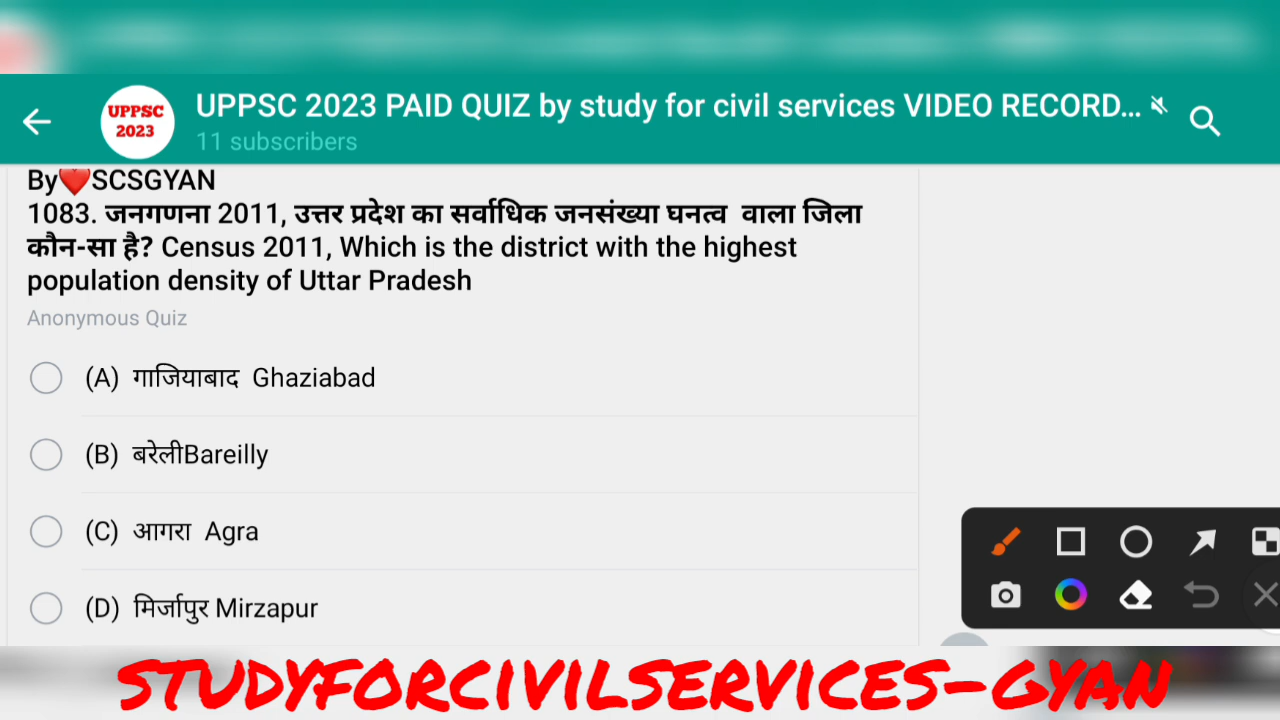 UPPSC
2023
UPPSC 2023 PAID QUIZ by study for civil services VIDEO RECORD...
11 subscribers
By❤️SCSGYAN
1083. जनगणना 2011, उत्तर प्रदेश का सर्वाधिक जनसंख्या घनत्व वाला जिला
कौन-सा है? Census 2011, Which is the district with the highest
population density of Uttar Pradesh
Anonymous Quiz
(A) गाजियाबाद Ghaziabad
(B) बरेलीBareilly
(C) आगरा Agra
(D) मिर्जापुर Mirzapur
STUDYFORCIVILSERVICES-GYAN